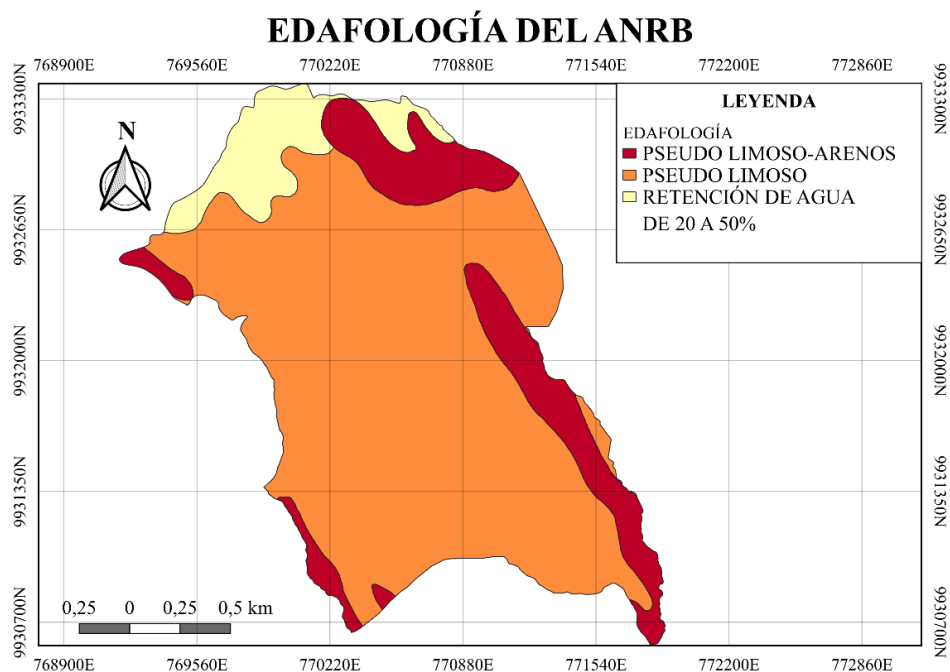 EDAFOLOGÍA DEL ANRB
768900E 769560E 770220E 770880E 771540E 772200E 772860E
9933300N 9933300N
LEYENDA
N
EDAFOLOGÍA
PSEUDO LIMOSO-ARENOS
PSEUDO LIMOSO
RETENCIÓN DE AGUA
DE 20 A 50%
9932650N 9932650N
9932000N 9932000N
9931350N 9931350N
0,25 0 0,25 0,5 km
9930700N 9930700N
768900E 769560E 770220E 770880E 771540E 772200E 772860E